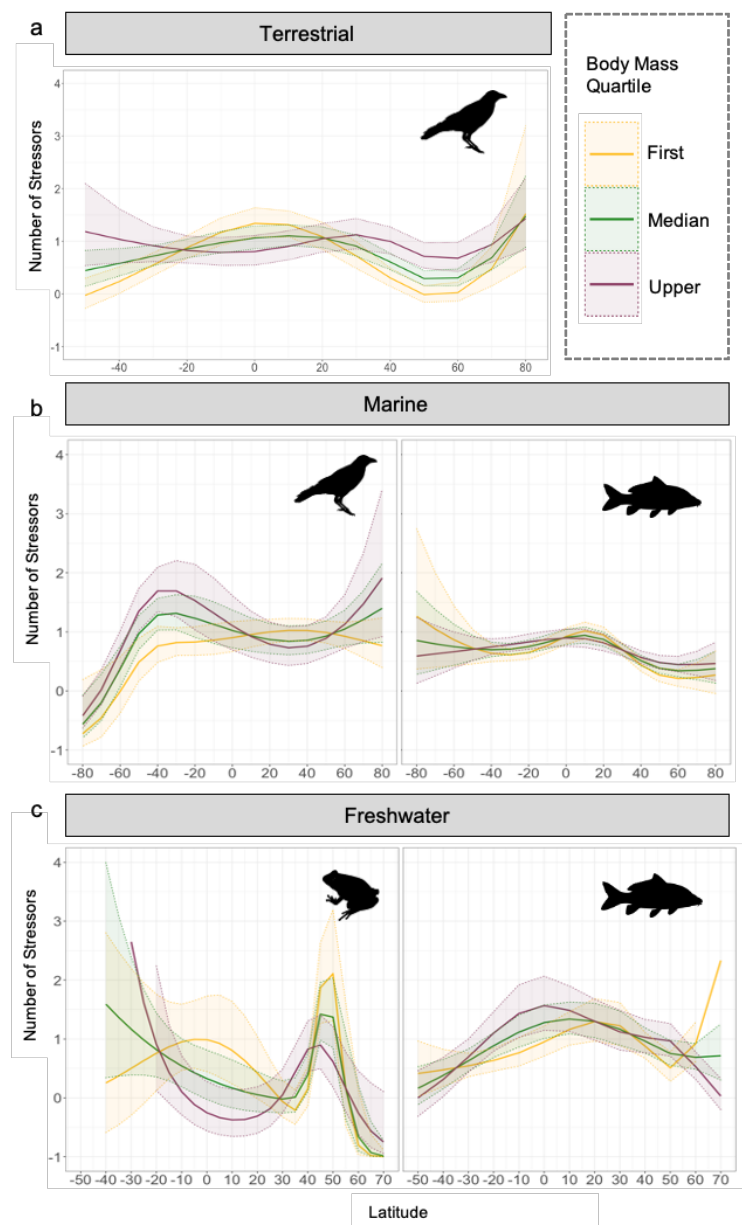 a
Terrestrial
Body Mass
Quartile
First
Median
Upper
Number of Stressors
4
3
2
1
0
-1
-40 -20 0 20 40 60 80
b
Marine
Number of Stressors
4
3
2
1
0
-1
-80 -60 -40 -20 0 20 40 60 80
-80 -60 -40 -20 0 20 40 60 80
c
Freshwater
Number of Stressors
4
3
2
1
0
-1
-50 -40 -30 -20 -10 0 10 20 30 40 50 60 70
-50 -40 -30 -20 -10 0 10 20 30 40 50 60 70
Latitude